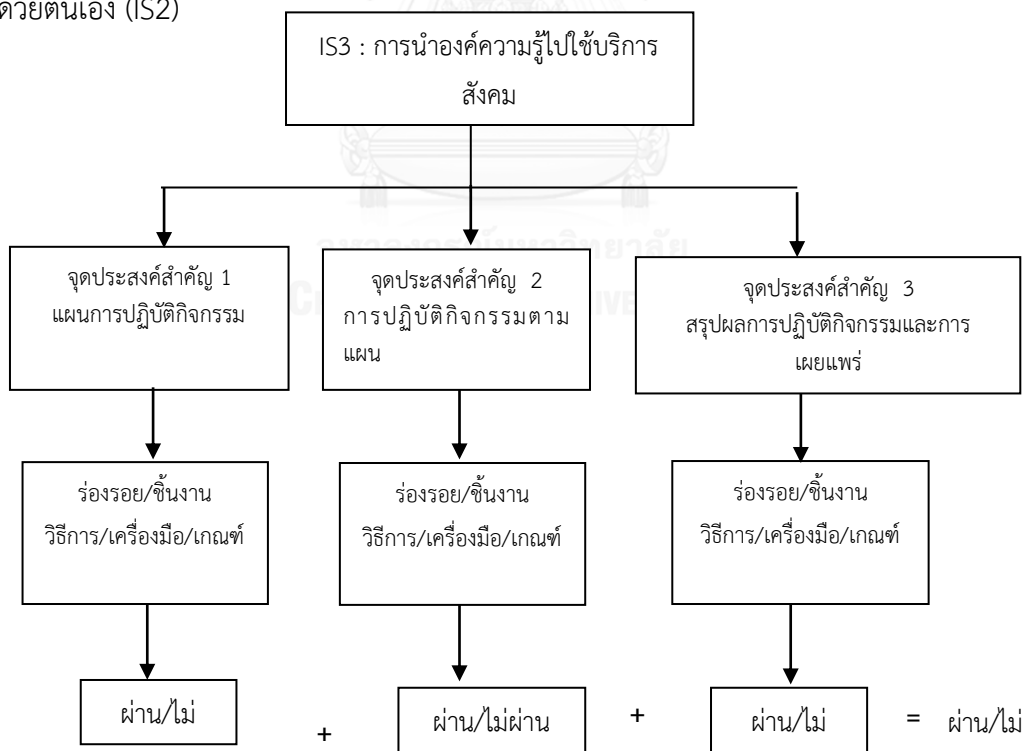 ด้วยตนเอง (IS2)
IS3 : การนำองค์ความรู้ไปใช้บริการ
สังคม
จุดประสงค์สำคัญ 1
แผนการปฏิบัติกิจกรรม
จุดประสงค์สำคัญ 2
การปฏิบัติกิจกรรมตาม
แผน
จุดประสงค์สำคัญ 3
สรุปผลการปฏิบัติกิจกรรมและการ
เผยแพร่
ร่องรอย/ชิ้นงาน
วิธีการ/เครื่องมือ/เกณฑ์
ร่องรอย/ชิ้นงาน
วิธีการ/เครื่องมือ/เกณฑ์
ร่องรอย/ชิ้นงาน
วิธีการ/เครื่องมือ/เกณฑ์
ผ่าน/ไม่ + ผ่าน/ไม่ผ่าน + ผ่าน/ไม่ = ผ่าน/ไม่